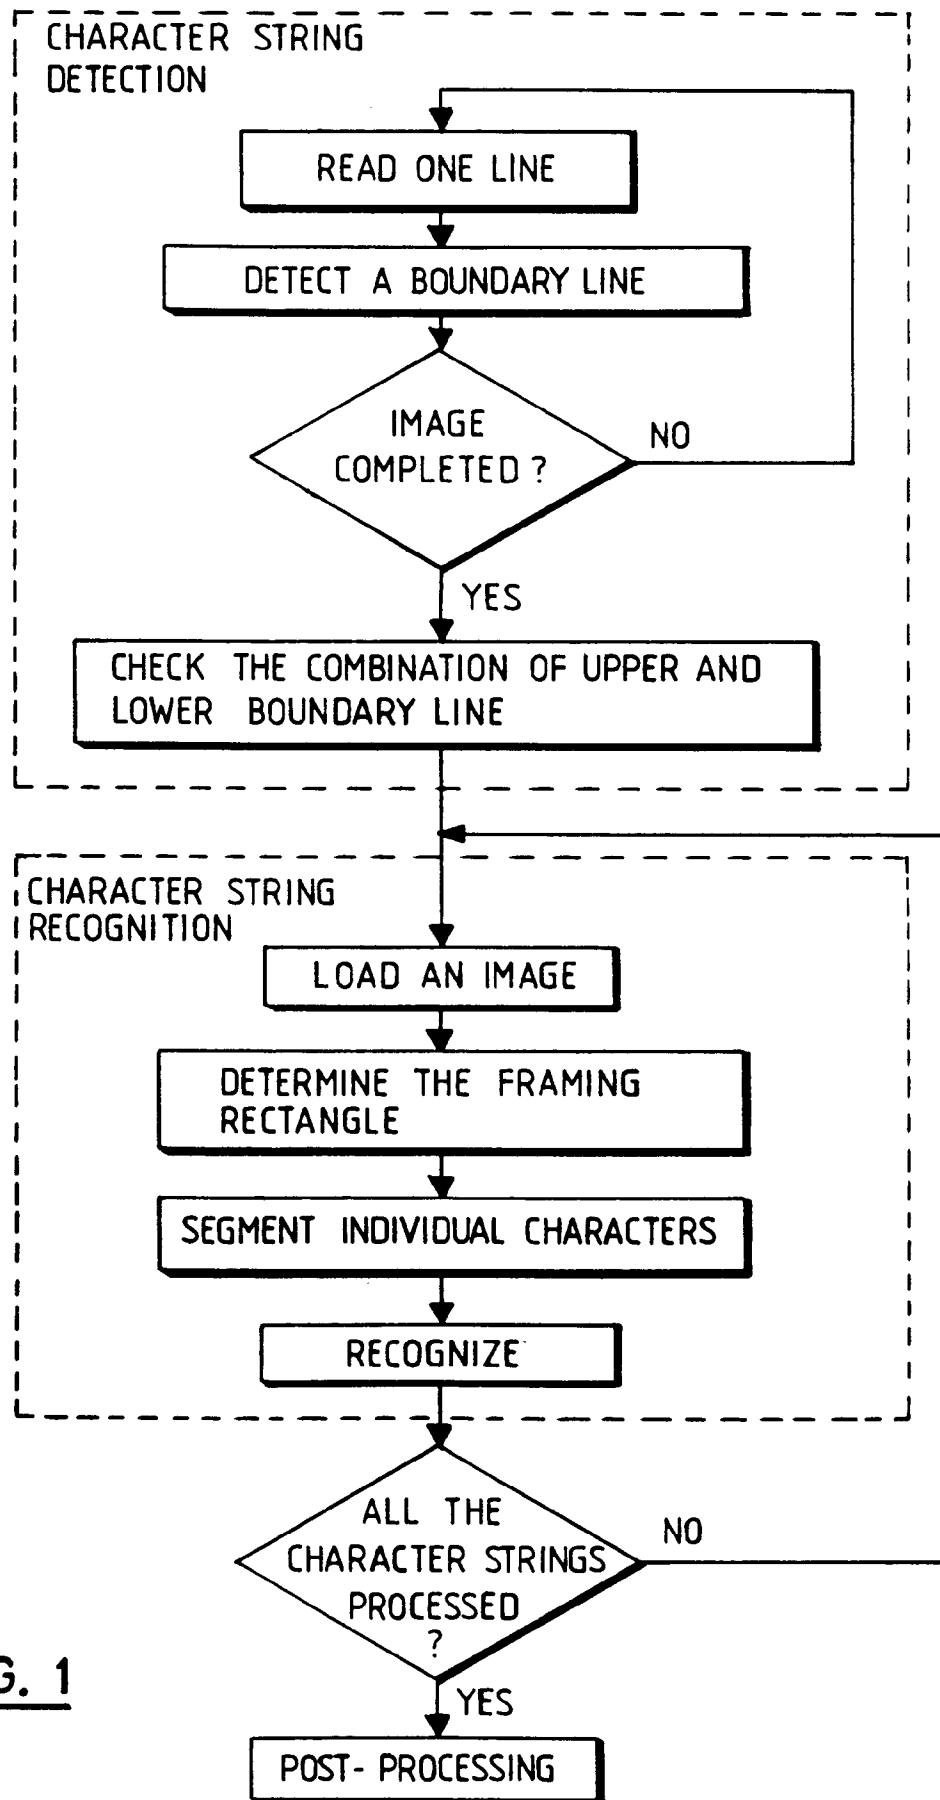 CHARACTER STRING
DETECTION
READ ONE LINE
DETECT A BOUNDARY LINE
IMAGE
COMPLETED ?
NO
YES
CHECK THE COMBINATION OF UPPER AND
LOWER BOUNDARY LINE
CHARACTER STRING
RECOGNITION
LOAD AN IMAGE
DETERMINE THE FRAMING
RECTANGLE
SEGMENT INDIVIDUAL CHARACTERS
RECOGNIZE
ALL THE
CHARACTER STRINGS
PROCESSED
?
NO
G. 1
YES
POST- PROCESSING